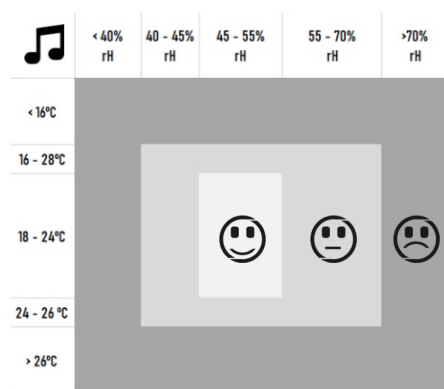 < 40%
rH
40 - 45%
rH
45 - 55%
rH
55 - 70%
rH
>70%
rH
< 16°C
16 - 28°C
18 - 24°C
24 - 26 °C
> 26°C